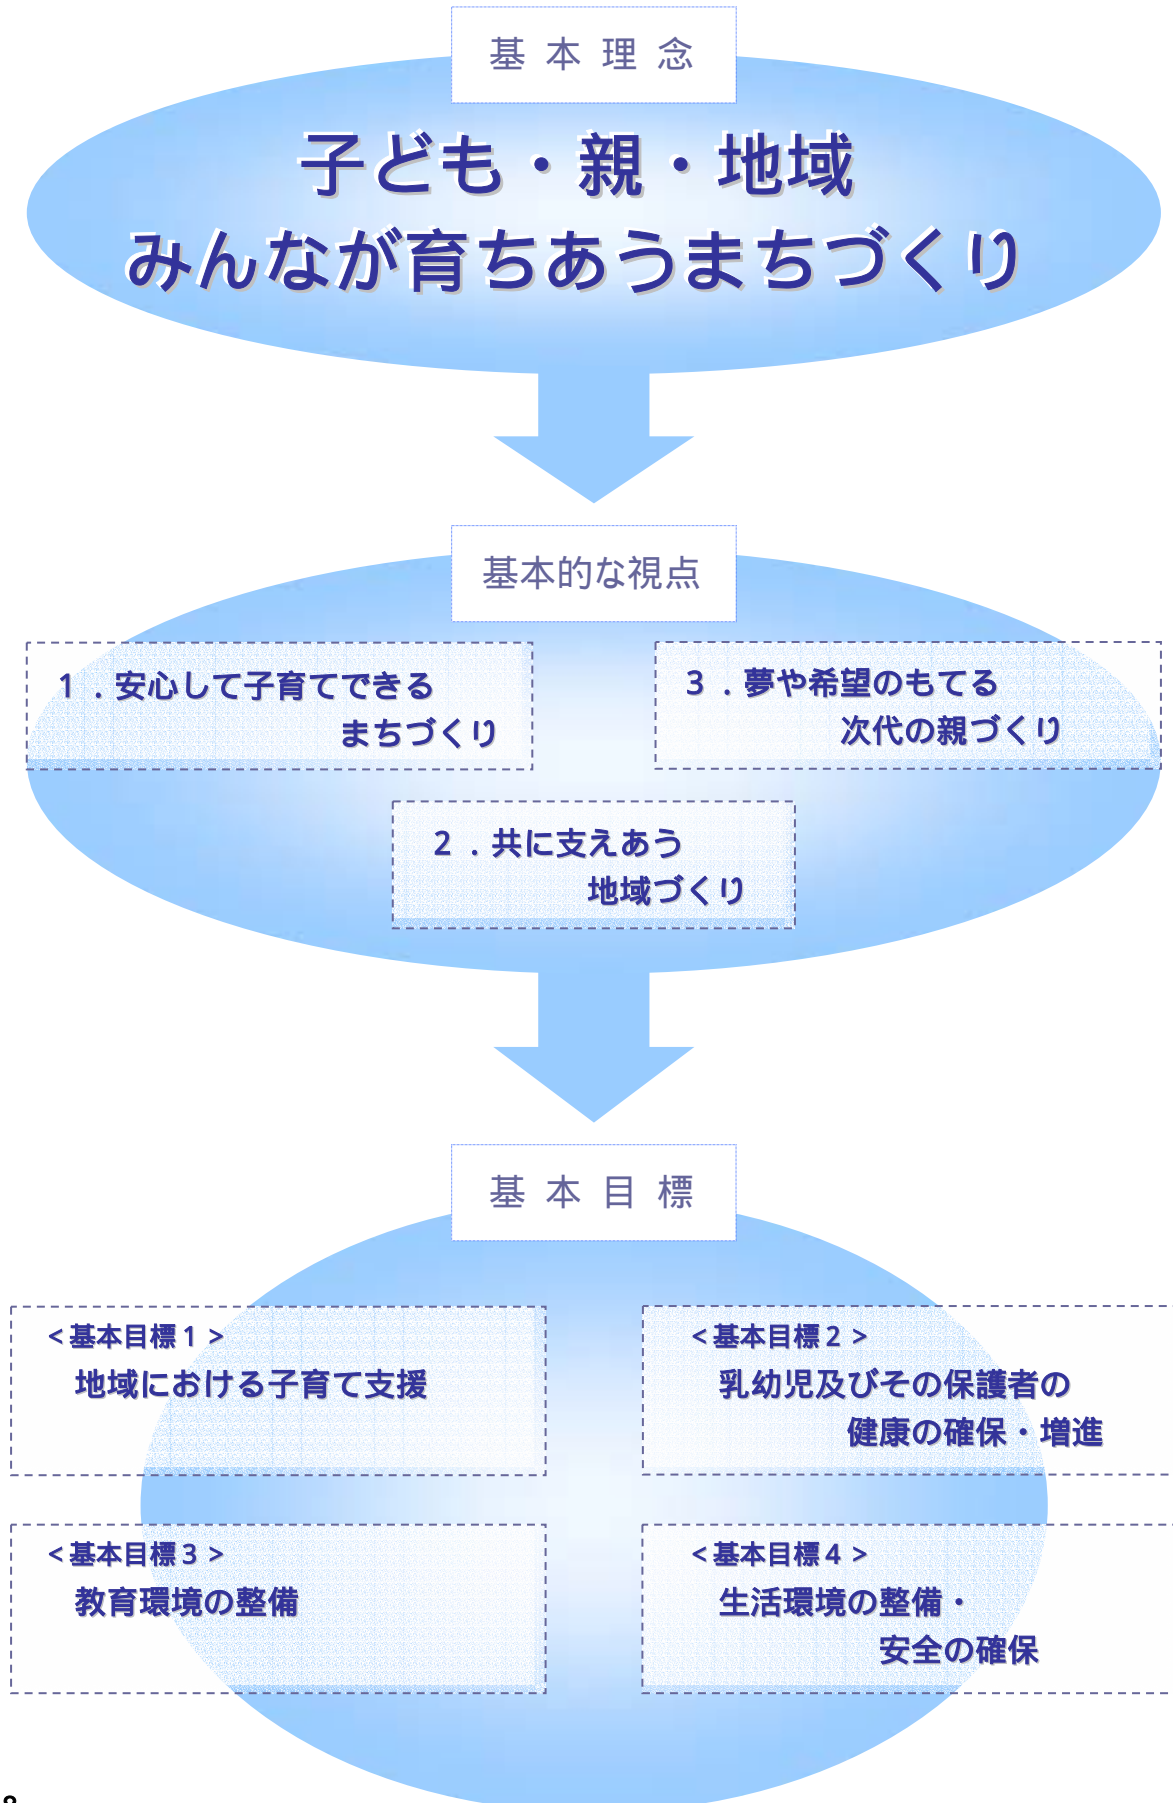 基本理念
子ども・親・地域
みんなが育ちあうまちづくり
基本的な視点
１．安心して子育てできる
まちづくり
３．夢や希望のもてる
次代の親づくり
２．共に支えあう
地域づくり
基本目標
＜基本目標１＞
地域における子育て支援
＜基本目標２＞
乳幼児及びその保護者の
健康の確保・増進
＜基本目標３＞
教育環境の整備
＜基本目標４＞
生活環境の整備・
安全の確保